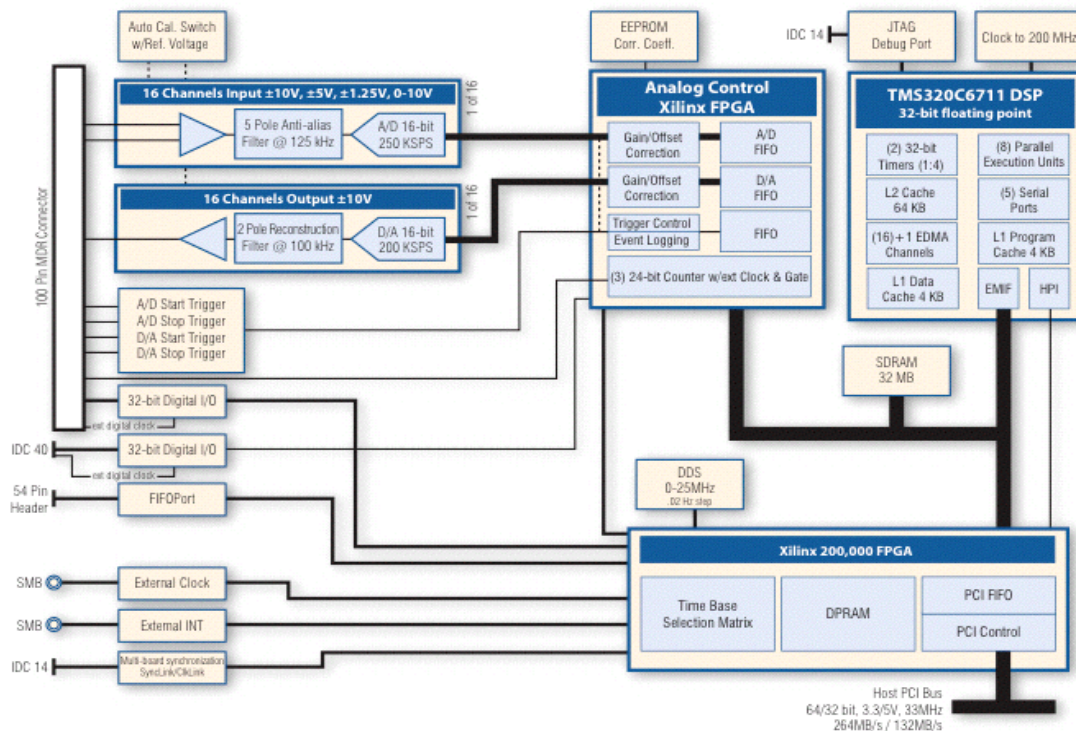 Auto Cal. Switch
w/Ref. Voltage
EEPROM
Corr. Coeff.
IDC 14
JTAG
Debug Port
Clock to 200 MHz
100 Pin MDR Connector
16 Channels Input ±10V, ±5V, ±1.25V, 0-10V
5 Pole Anti-alias
Filter @ 125 kHz
A/D 16-bit
250 KSPS
1 of 16
16 Channels Output ±10V
2 Pole Reconstruction
Filter @ 100 kHz
D/A 16-bit
200 KSPS
1 of 16
Analog Control
Xilinx FPGA
Gain/Offset
Correction
A/D
FIFO
Gain/Offset
Correction
D/A
FIFO
Trigger Control
Event Logging
FIFO
(3) 24-bit Counter w/ext Clock & Gate
TMS320C6711 DSP
32-bit floating point
(2) 32-bit
Timers (1:4)
(8) Parallel
Execution Units
L2 Cache
64 KB
(5) Serial
Ports
(16)+1 EDMA
Channels
L1 Program
Cache 4 KB
L1 Data
Cache 4 KB
EMIF
HPI
A/D Start Trigger
A/D Stop Trigger
D/A Start Trigger
D/A Stop Trigger
SDRAM
32 MB
32-bit Digital I/O
ext digital clock
IDC 40
32-bit Digital I/O
ext digital clock
54 Pin
Header
FIFOPort
DDS
0-25MHz
.02 Hz step
Xilinx 200,000 FPGA
Time Base
Selection Matrix
DPRAM
PCI FIFO
PCI Control
SMB
External Clock
SMB
External INT
IDC 14
Multi-board synchronization
SyncLink/ClkLink
Host PCI Bus
64/32 bit, 3.3/5V, 33MHz
264MB/s / 132MB/s